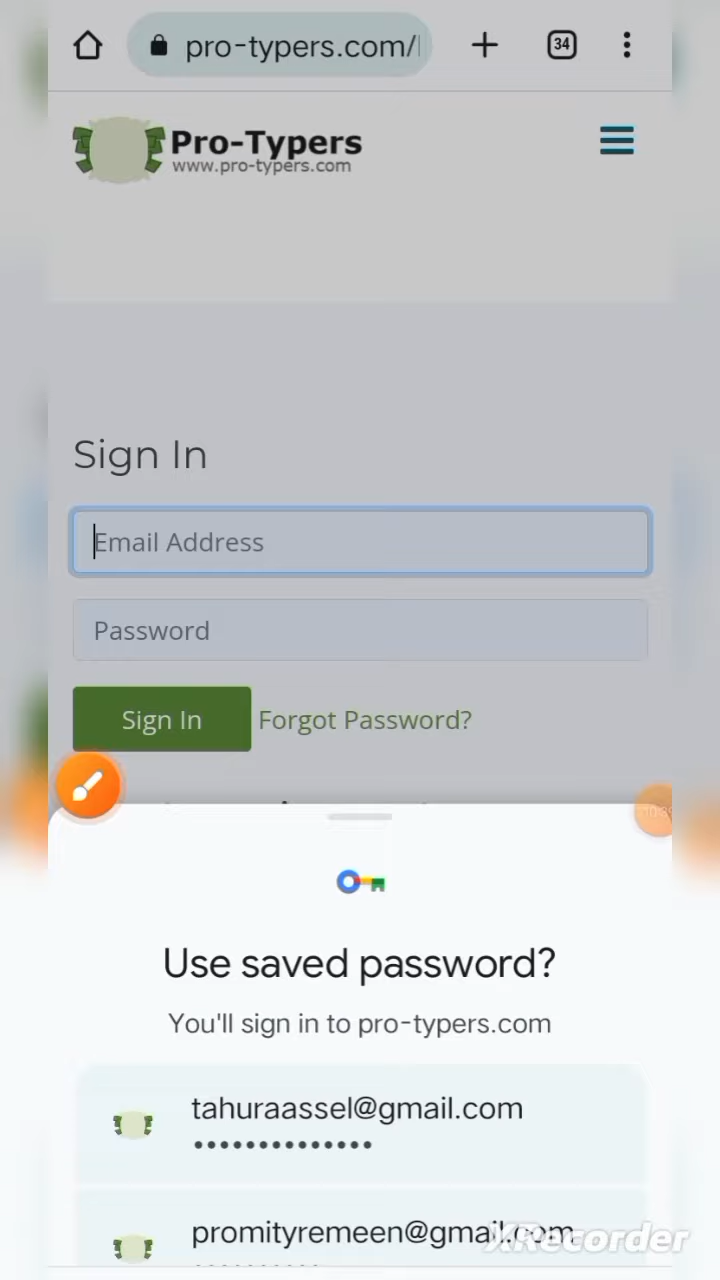 pro-typers.com/
34
Pro-Typers
www.pro-typers.com
Sign In
Email Address
Password
Sign In
Forgot Password?
Use saved password?
You'll sign in to pro-typers.com
tahuraassel@gmail.com
••••••••••••••
promityremeen@gmail.com
XRecorder